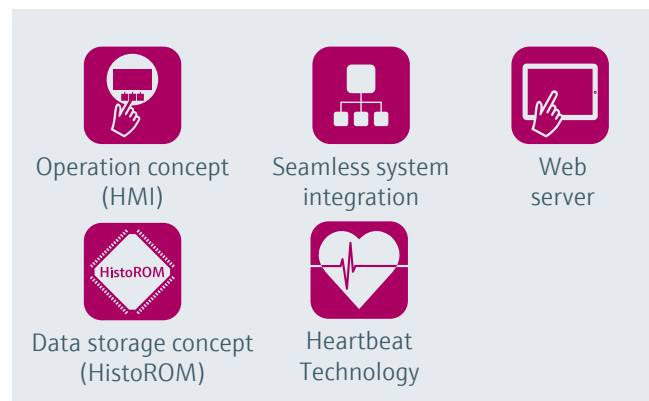 Operation concept
(HMI)
Seamless system
integration
Web
server
HistoROM
Data storage concept
(HistoROM)
Heartbeat
Technology